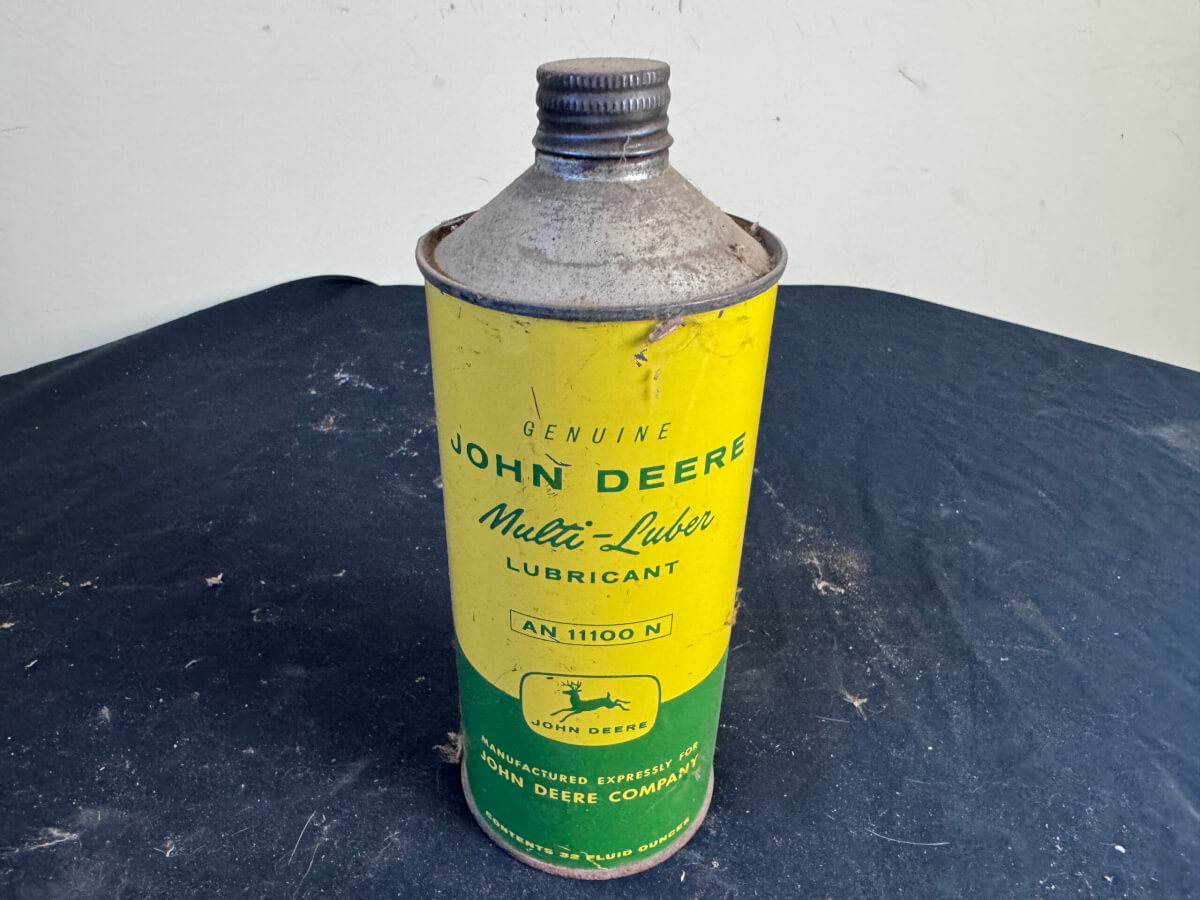 GENUINE
JOHN DEERE
Multi-Luber
LUBRICANT
AN 11100 N
JOHN DEERE
MANUFACTURED EXPRESSLY FOR
JOHN DEERE COMPANY
CONTENTS 32 FLUID OUNCES